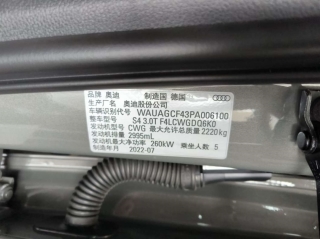 品牌 奥迪 制造国 德国
生产厂名 奥迪股份公司
车辆识别代号 WAUAGCF43PA006100
整车型号 S4 3.0T F4LCWGDQ6K0
发动机型号 CWG 最大允许总质量 2220kg
发动机排量 2995mL
发动机最大净功率 260kW 乘坐人数 5
制造年月 2022-07